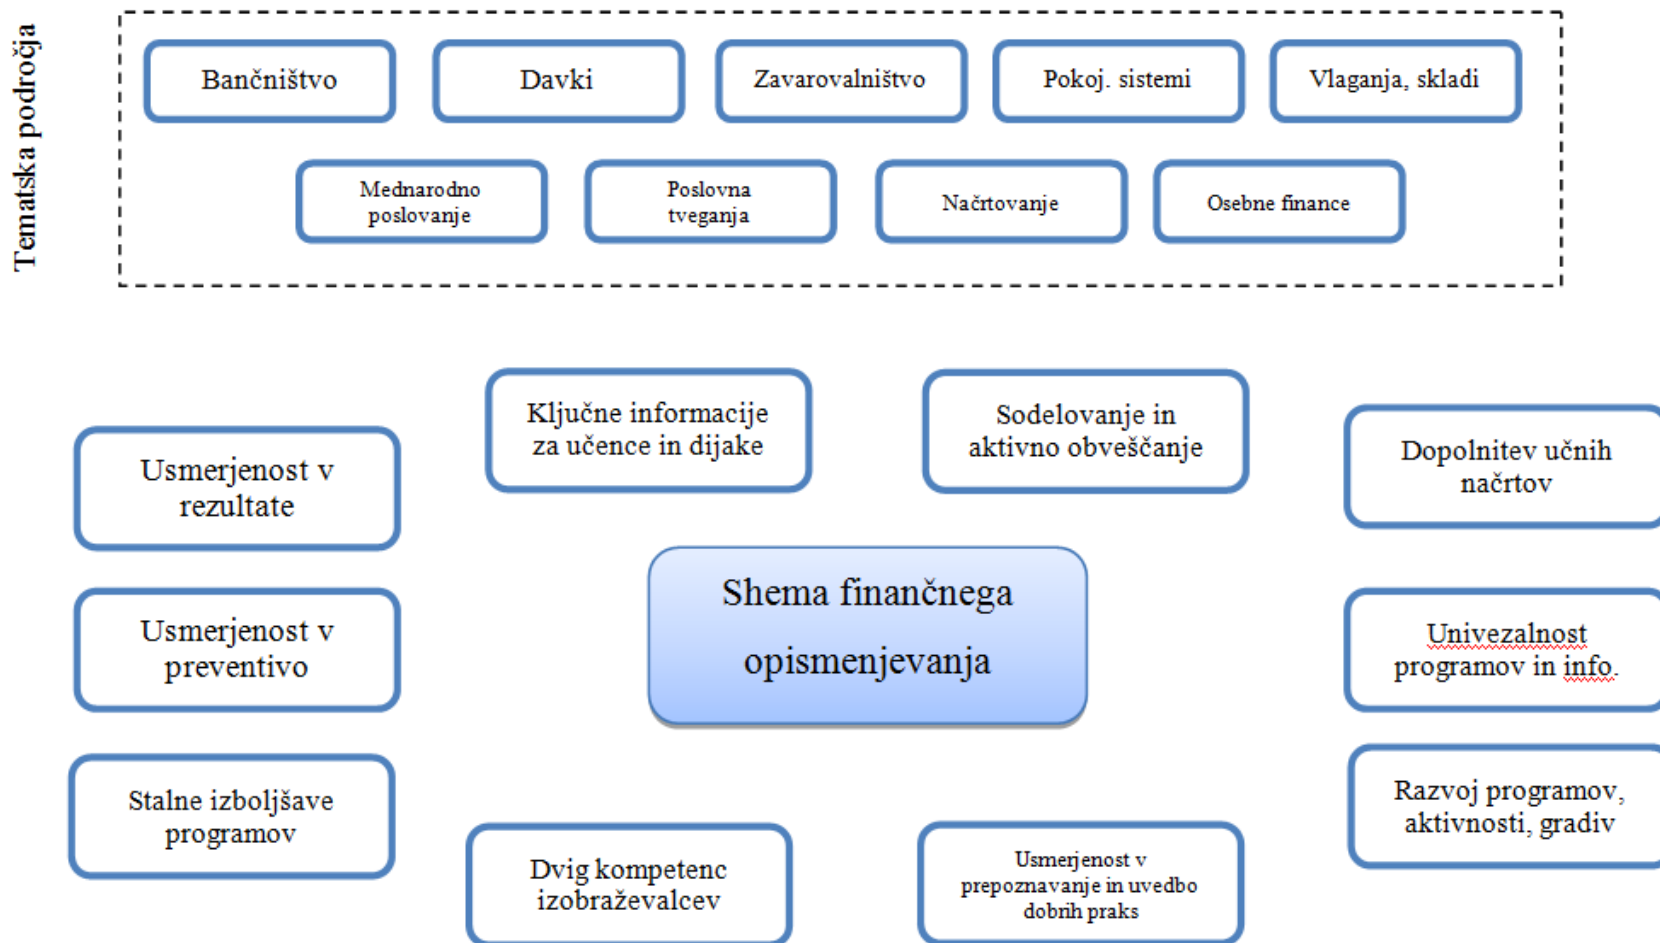 Tematska področja
Bančništvo
Davki
Zavarovalništvo
Pokoj. sistemi
Vlaganja, skladi
Mednarodno
poslovanje
Poslovna
tveganja
Načrtovanje
Osebne finance
Ključne informacije
za učence in dijake
Sodelovanje in
aktivno obveščanje
Usmerjenost v
rezultate
Dopolnitev učnih
načrtov
Shema finančnega
opismenjevanja
Usmerjenost v
preventivo
Univezalnost
programov in info.
Stalne izboljšave
programov
Razvoj programov,
aktivnosti, gradiv
Dvig kompetenc
izobraževalcev
Usmerjenost v
prepoznavanje in uvedbo
dobrih praks